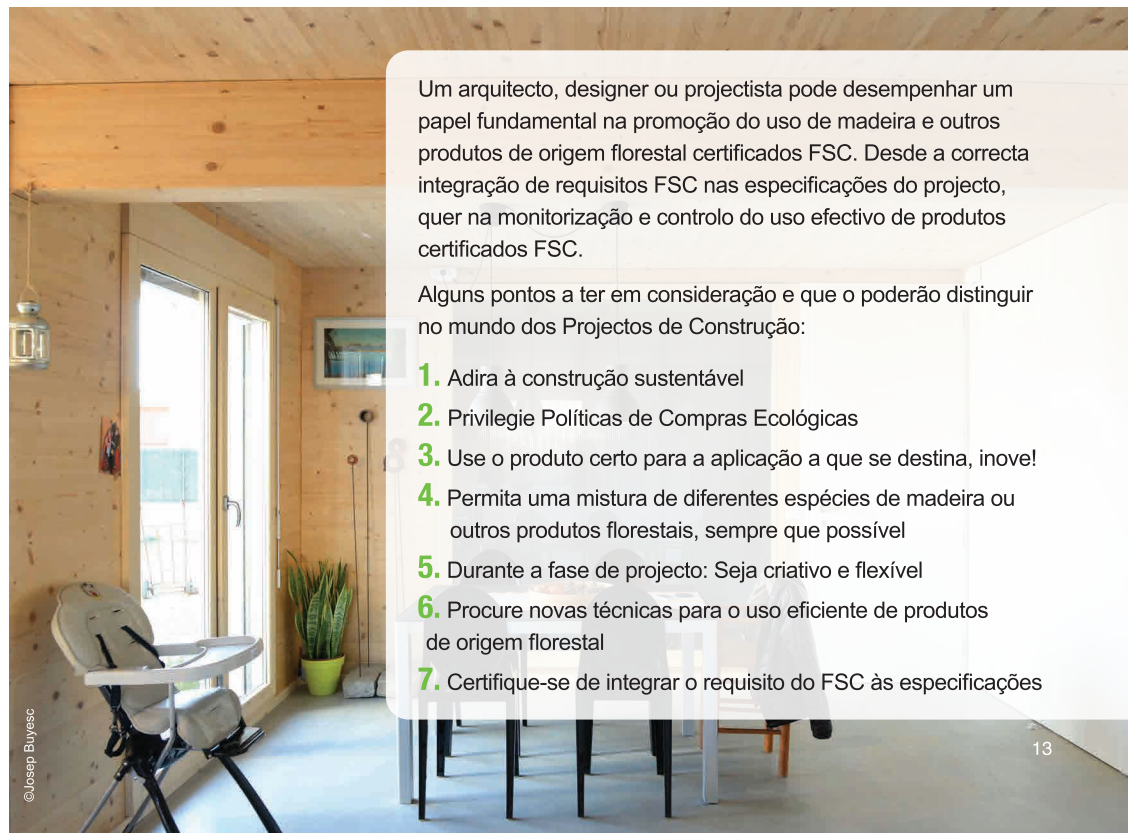 Um arquitecto, designer ou projectista pode desempenhar um
papel fundamental na promoção do uso de madeira e outros
produtos de origem florestal certificados FSC. Desde a correcta
integração de requisitos FSC nas especificações do projecto,
quer na monitorização e controlo do uso efectivo de produtos
certificados FSC.
Alguns pontos a ter em consideração e que o poderão distinguir
no mundo dos Projectos de Construção:
1. Adira à construção sustentável
2. Privilegie Políticas de Compras Ecológicas
3. Use o produto certo para a aplicação a que se destina, inove!
4. Permita uma mistura de diferentes espécies de madeira ou
outros produtos florestais, sempre que possível
5. Durante a fase de projecto: Seja criativo e flexível
6. Procure novas técnicas para o uso eficiente de produtos
de origem florestal
7. Certifique-se de integrar o requisito do FSC às especificações
13
©Josep Buyesc